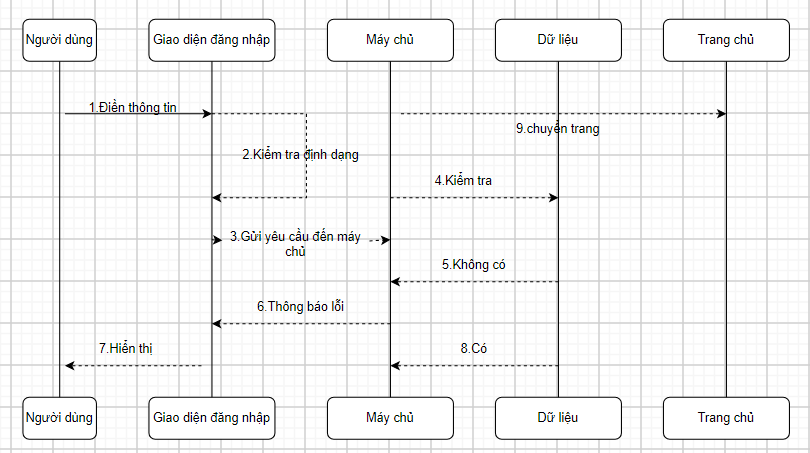 Người dùng
Giao diện đăng nhập
Máy chủ
Dữ liệu
Trang chủ
1.Điền thông tin
9.chuyển trang
2.Kiểm tra định dạng
4.Kiểm tra
3.Gửi yêu cầu đến máy
chủ
5.Không có
6.Thông báo lỗi
7.Hiển thị
8.Có
Người dùng
Giao diện đăng nhập
Máy chủ
Dữ liệu
Trang chủ